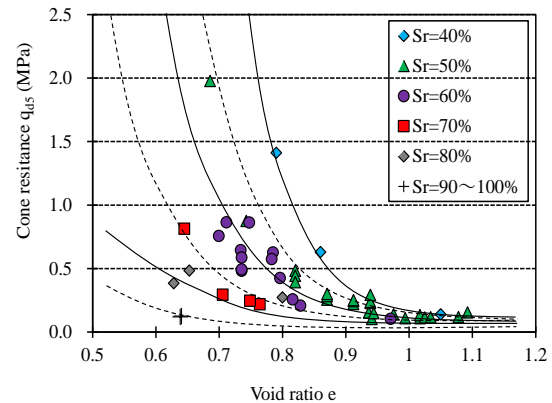 Cone resitance q_d5 (MPa)
2.5
2.0
1.5
1.0
0.5
0.0
Sr=40%
Sr=50%
Sr=60%
Sr=70%
Sr=80%
Sr=90～100%
0.5 0.6 0.7 0.8 0.9 1 1.1 1.2
Void ratio e